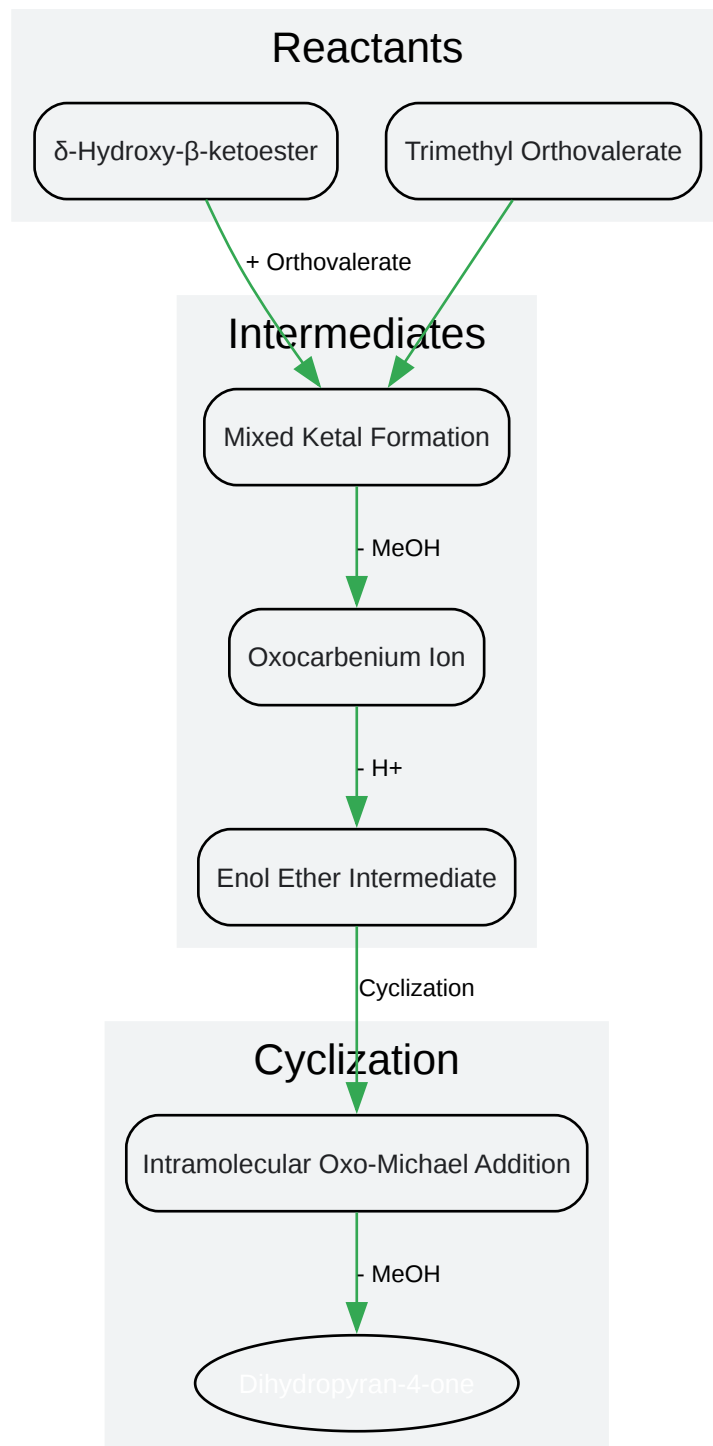 Reactants
δ-Hydroxy-β-ketoester
Trimethyl Orthovalerate
+ Orthovalerate
Intermediates
Mixed Ketal Formation
- MeOH
Oxocarbenium Ion
- H+
Enol Ether Intermediate
Cyclization
Cyclization
Intramolecular Oxo-Michael Addition
- MeOH
Dihydropyran-4-one